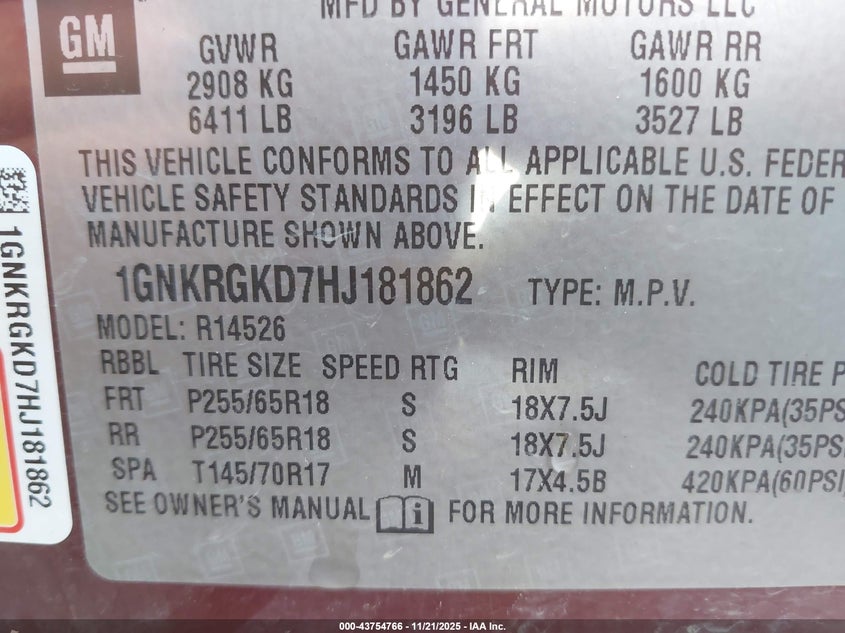 MFD BY GENERAL MOTORS LLC
GM
GVWR GAWR FRT GAWR RR
2908 KG 1450 KG 1600 KG
6411 LB 3196 LB 3527 LB
THIS VEHICLE CONFORMS TO ALL APPLICABLE U.S. FEDER
VEHICLE SAFETY STANDARDS IN EFFECT ON THE DATE OF
MANUFACTURE SHOWN ABOVE.
1GNKRGKD7HJ181862 TYPE: M.P.V.
MODEL: R14526
RBBL TIRE SIZE SPEED RTG RIM COLD TIRE P
FRT P255/65R18 S 18X7.5J 240KPA(35PS
RR P255/65R18 S 18X7.5J 240KPA(35PS
SPA T145/70R17 M 17X4.5B 420KPA(60PSI)
SEE OWNER'S MANUAL FOR MORE INFORMATION.
1GNKRGKD7HJ181862
000-43754766 - 11/21/2025 - IAA Inc.